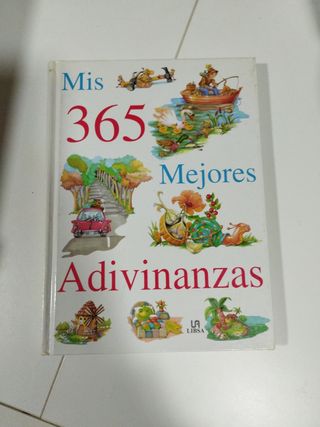 Mis
365
Mejores
Adivinanzas
LIBSA